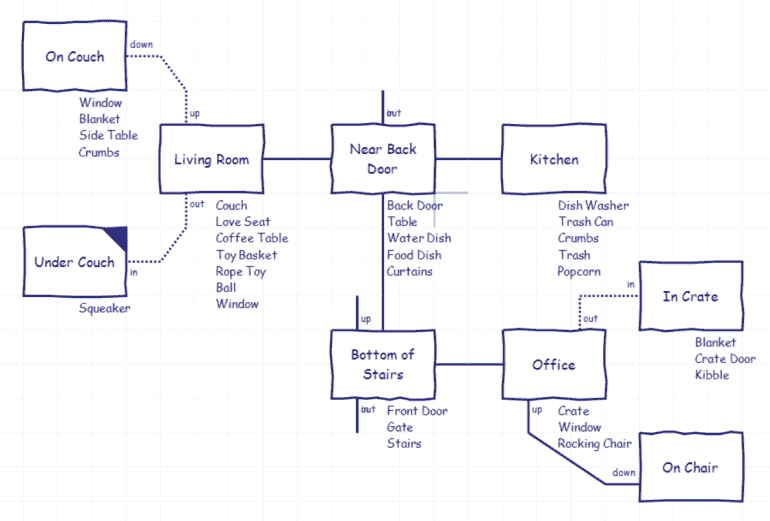 On Couch
down
Window
Blanket
Side Table
Crumbs
up
Living Room
out
Couch
Love Seat
Coffee Table
Toy Basket
Rope Toy
Ball
Window
Under Couch
in
Squeaker
out
Near Back
Door
Back Door
Table
Water Dish
Food Dish
Curtains
Kitchen
Dish Washer
Trash Can
Crumbs
Trash
Popcorn
up
Bottom of
Stairs
out
Front Door
Gate
Stairs
in
In Crate
out
Blanket
Crate Door
Kibble
Office
up
Crate
Window
Rocking Chair
down
On Chair